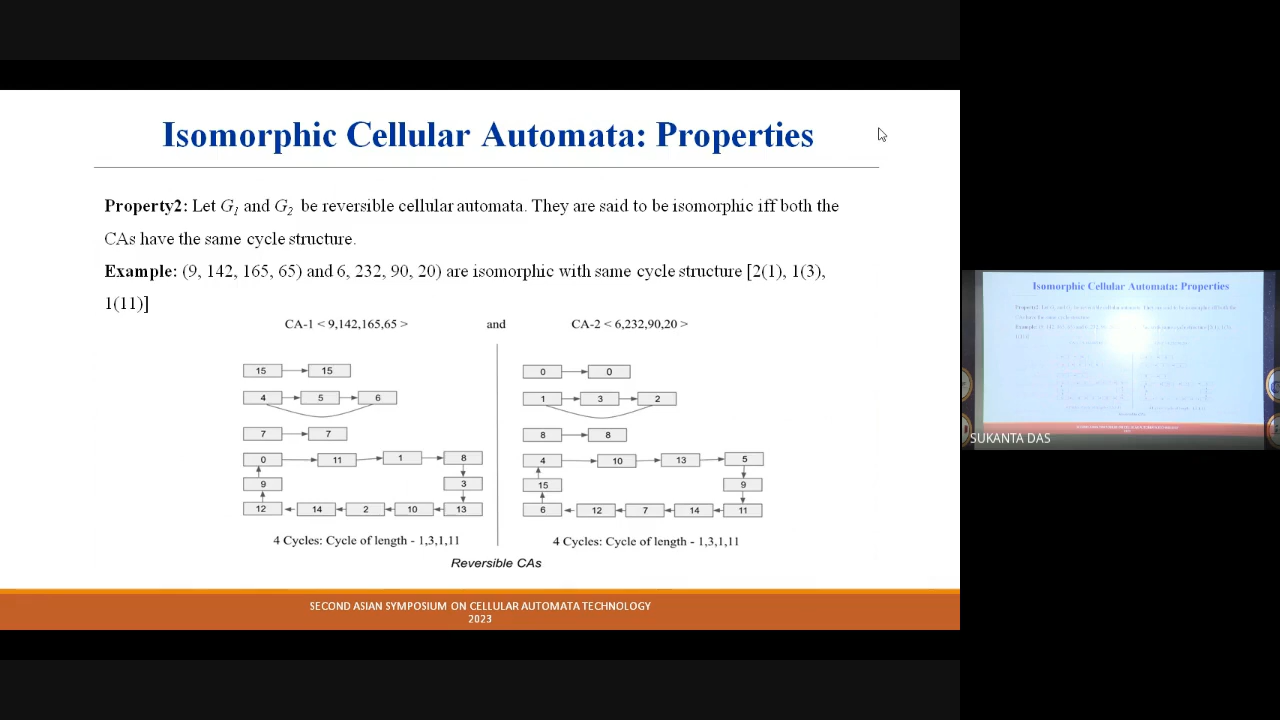 Isomorphic Cellular Automata: Properties
Property2: Let G1 and G2 be reversible cellular automata. They are said to be isomorphic iff both the
CAs have the same cycle structure.
Example: (9, 142, 165, 65) and 6, 232, 90, 20) are isomorphic with same cycle structure [2(1), 1(3),
1(11)]
CA-1 < 9,142,165,65 > and CA-2 < 6,232,90,20 >
15 15
4 5 6
7 7
0 11 1 8
9 3
12 14 2 10 13
4 Cycles: Cycle of length - 1,3,1,11
0 0
1 3 2
8 8
4 10 13 5
15 9
6 12 7 14 11
4 Cycles: Cycle of length - 1,3,1,11
Reversible CAs
SECOND ASIAN SYMPOSIUM ON CELLULAR AUTOMATA TECHNOLOGY
2023
Isomorphic Cellular Automata: Properties
SUKANTA DAS